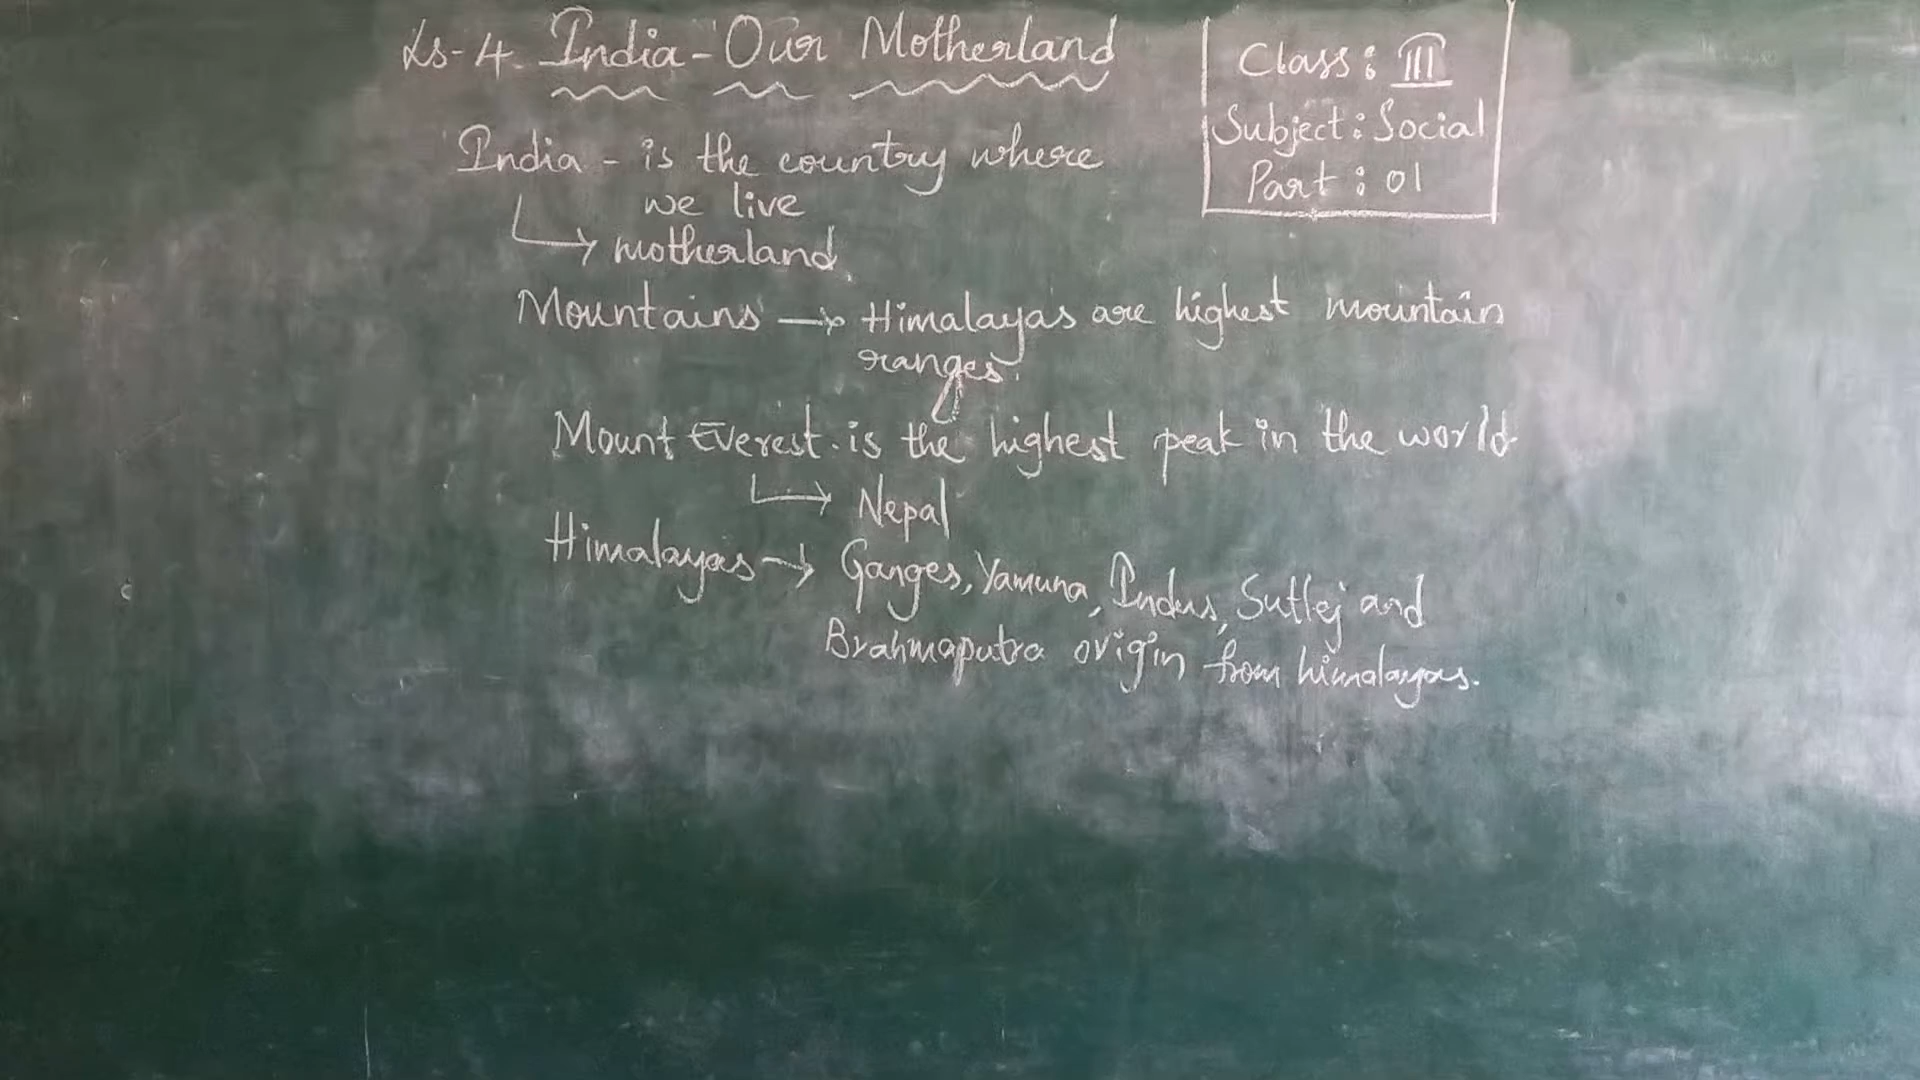 Ls-4. India-Our Motherland
Class: III
Subject: Social
Part: 01
India - is the country where
we live
→ motherland
Mountains → Himalayas are highest mountain
ranges.
Mount Everest. is the highest peak in the world
→ Nepal
Himalayas → Ganges, Yamuna, Indus, Sutlej and
Brahmaputra origin from himalayas.